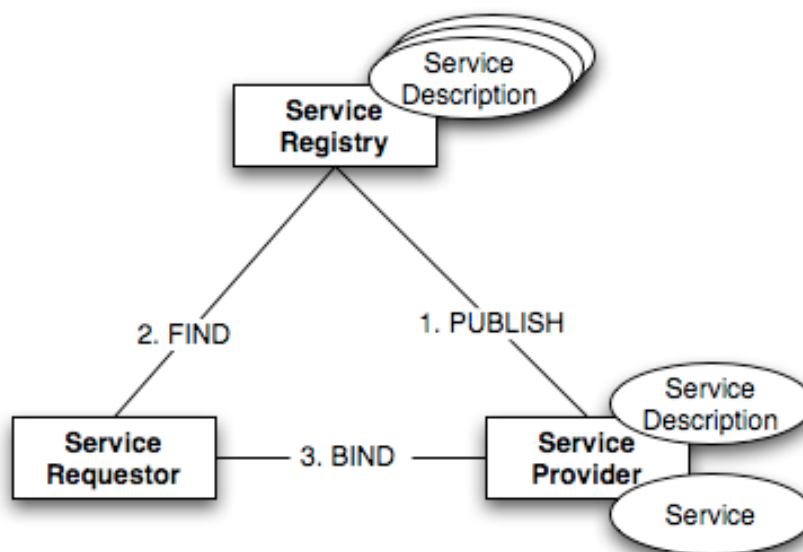 Service
Description
Service
Registry
2. FIND
1. PUBLISH
Service
Description
Service
Requestor
3. BIND
Service
Provider
Service